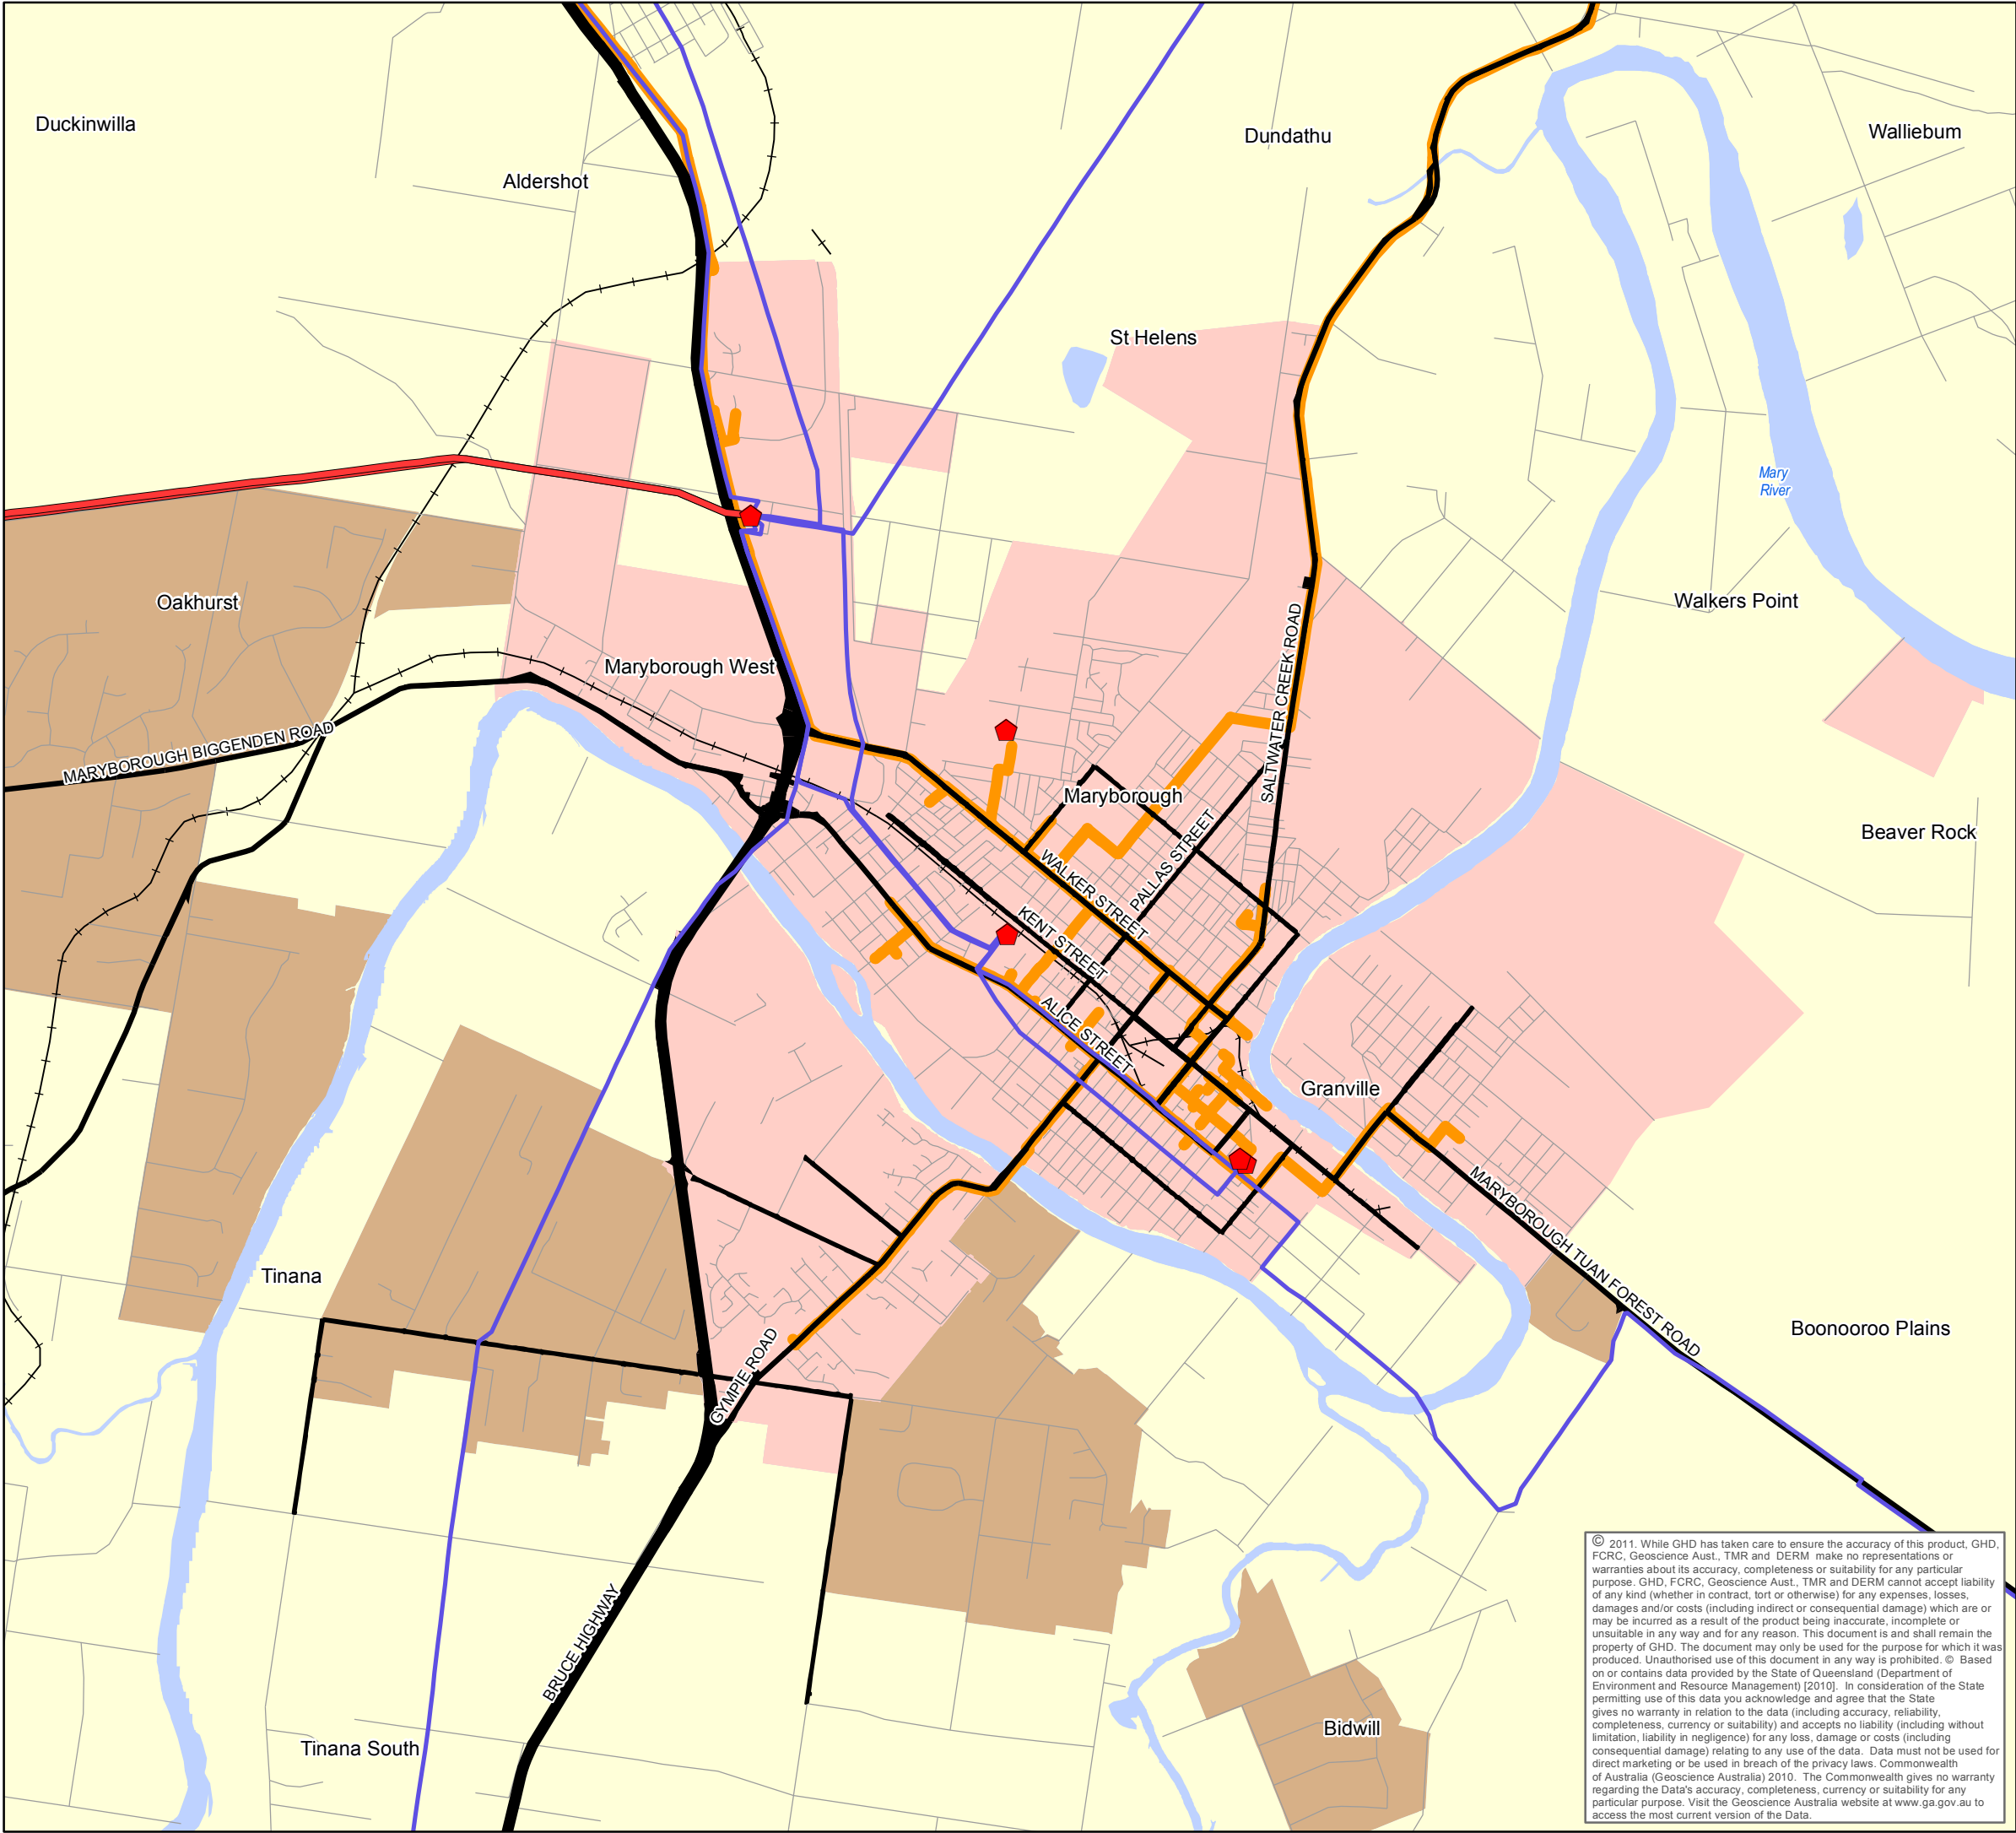 Duckinwilla
Aldershot
Dundathu
Walliebum
St Helens
Mary
River
Oakhurst
Walkers Point
Maryborough West
SALTWATER CREEK ROAD
MARYBOROUGH BIGGENDEN ROAD
Maryborough
PALLAS STREET
Beaver Rock
WALKER STREET
KENT STREET
ALICE STREET
Granville
MARYBOROUGH TUAN FOREST ROAD
Tinana
Boonooroo Plains
GYMPIE ROAD
BRUCE HIGHWAY
Tinana South
Bidwill
© 2011. While GHD has taken care to ensure the accuracy of this product, GHD,
FCRC, Geoscience Aust., TMR and DERM make no representations or
warranties about its accuracy, completeness or suitability for any particular
purpose. GHD, FCRC, Geoscience Aust., TMR and DERM cannot accept liability
of any kind (whether in contract, tort or otherwise) for any expenses, losses,
damages and/or costs (including indirect or consequential damage) which are or
may be incurred as a result of the product being inaccurate, incomplete or
unsuitable in any way and for any reason. This document is and shall remain the
property of GHD. The document may only be used for the purpose for which it was
produced. Unauthorised use of this document in any way is prohibited. © Based
on or contains data provided by the State of Queensland (Department of
Environment and Resource Management) [2010]. In consideration of the State
permitting use of this data you acknowledge and agree that the State
gives no warranty in relation to the data (including accuracy, reliability,
completeness, currency or suitability) and accepts no liability (including without
limitation, liability in negligence) for any loss, damage or costs (including
consequential damage) relating to any use of the data. Data must not be used for
direct marketing or be used in breach of the privacy laws. Commonwealth
of Australia (Geoscience Australia) 2010. The Commonwealth gives no warranty
regarding the Data's accuracy, completeness, currency or suitability for any
particular purpose. Visit the Geoscience Australia website at www.ga.gov.au to
access the most current version of the Data.